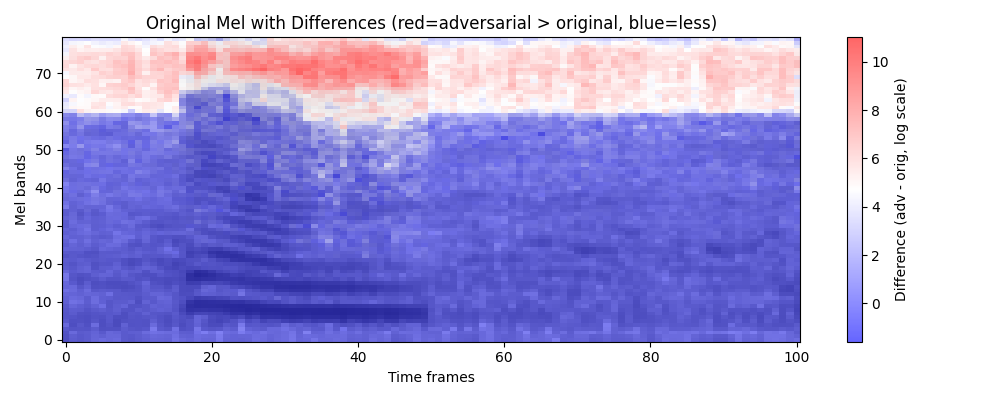 Original Mel with Differences (red=adversarial > original, blue=less)
Mel bands
70
60
50
40
30
20
10
0
0 20 40 60 80 100
Time frames
10
8
6
4
2
0
Difference (adv - orig, log scale)